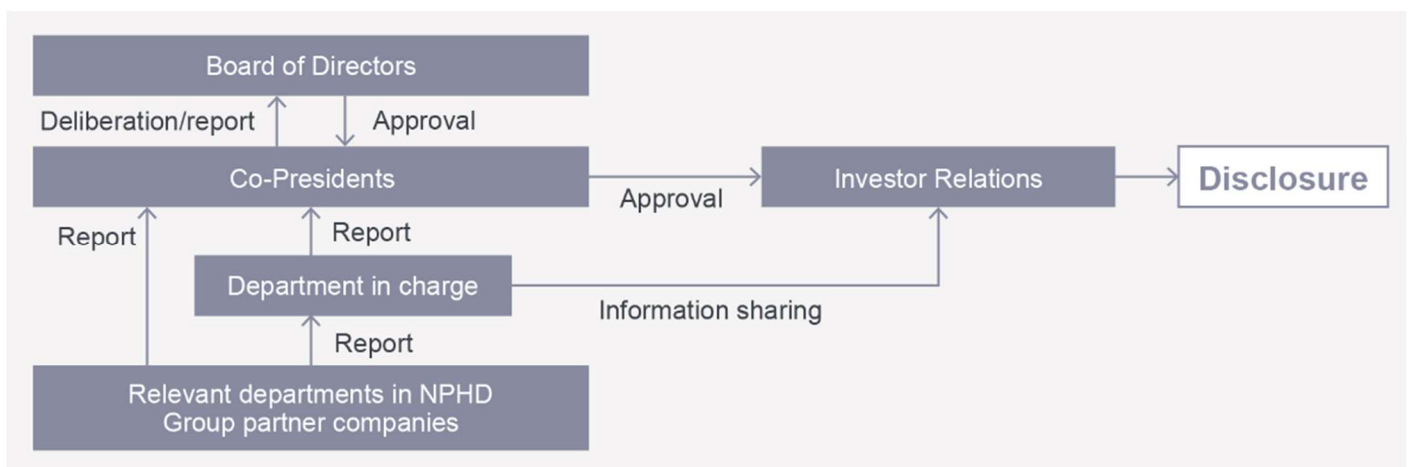 Board of Directors
Deliberation/report
Approval
Co-Presidents
Approval
Investor Relations
Disclosure
Report
Report
Department in charge
Information sharing
Report
Relevant departments in NPHD
Group partner companies